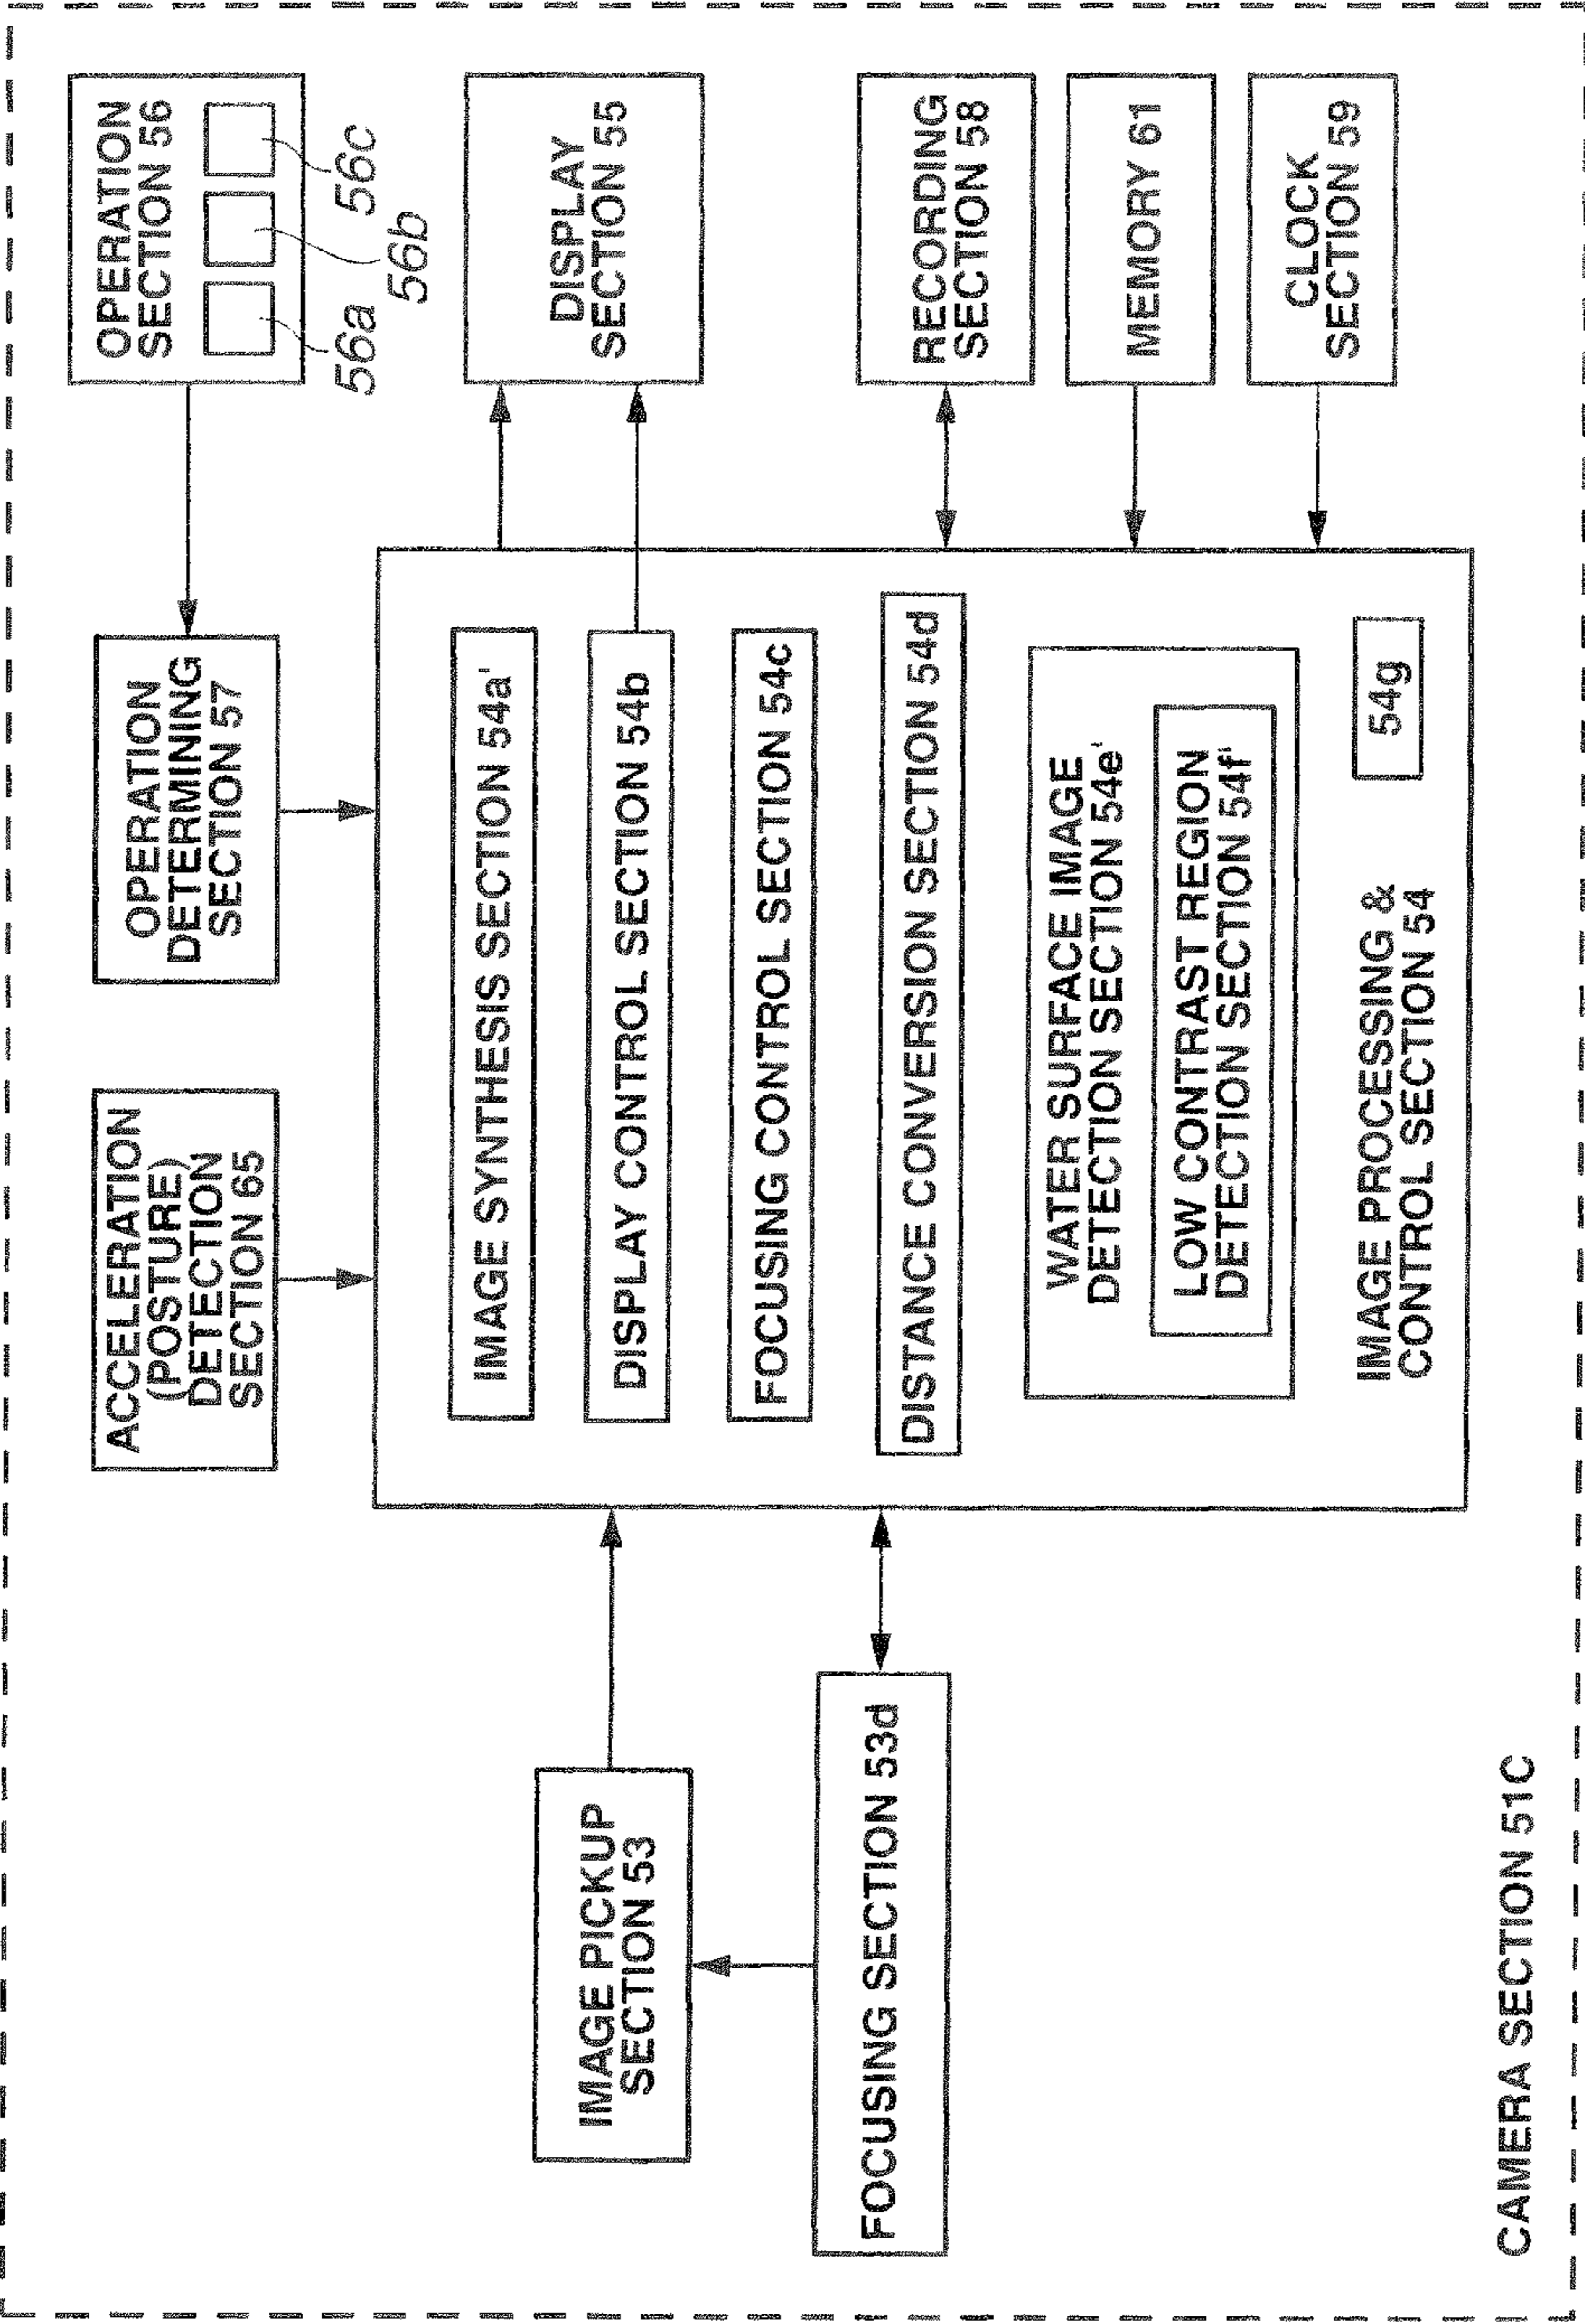 ACCELERATION
(POSTURE)
DETECTION
SECTION 65
OPERATION
DETERMINING
SECTION 57
OPERATION
SECTION 56
56a
56b
56c
IMAGE PICKUP
SECTION 53
FOCUSING SECTION 53d
IMAGE SYNTHESIS SECTION 54a'
DISPLAY CONTROL SECTION 54b
FOCUSING CONTROL SECTION 54c
DISTANCE CONVERSION SECTION 54d
WATER SURFACE IMAGE
DETECTION SECTION 54e'
LOW CONTRAST REGION
DETECTION SECTION 54f'
54g
IMAGE PROCESSING &
CONTROL SECTION 54
DISPLAY
SECTION 55
RECORDING
SECTION 58
MEMORY 61
CLOCK
SECTION 59
CAMERA SECTION 51C